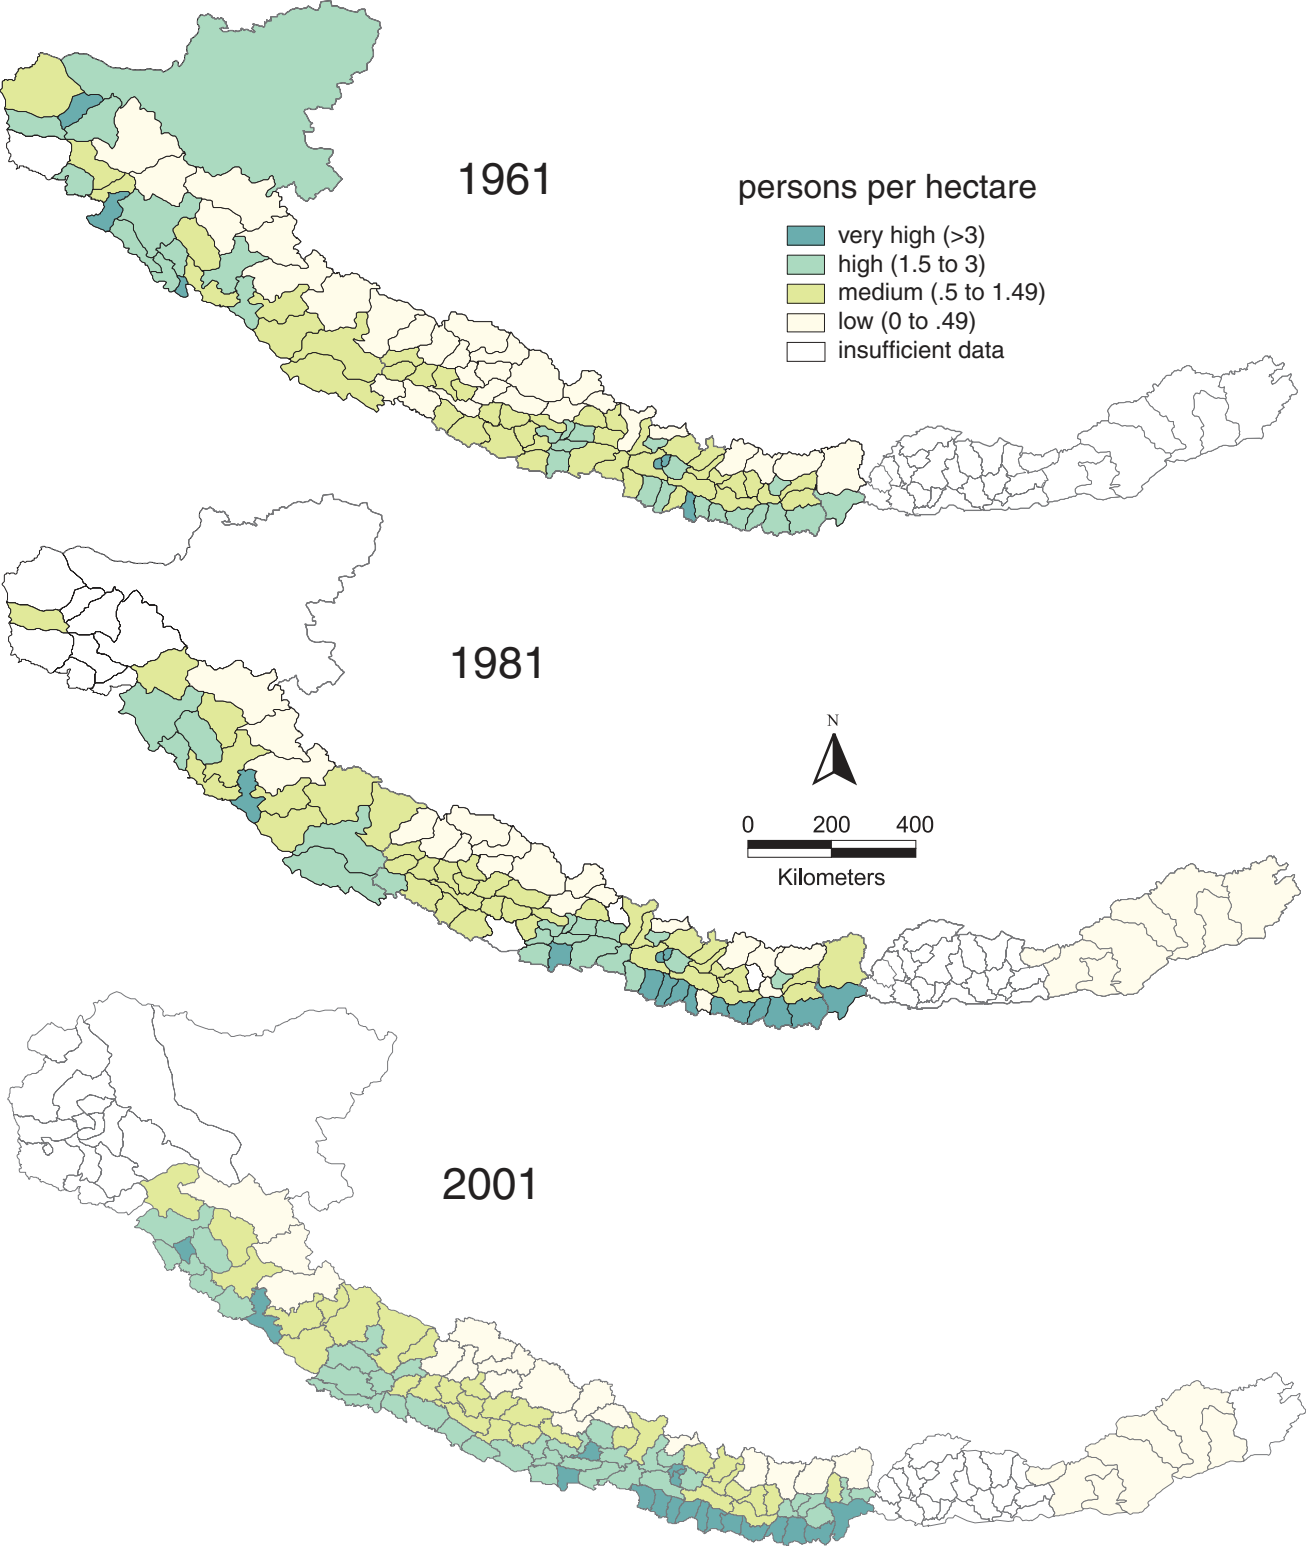 1961
persons per hectare
very high (>3)
high (1.5 to 3)
medium (.5 to 1.49)
low (0 to .49)
insufficient data
1981
N
0 200 400
Kilometers
2001